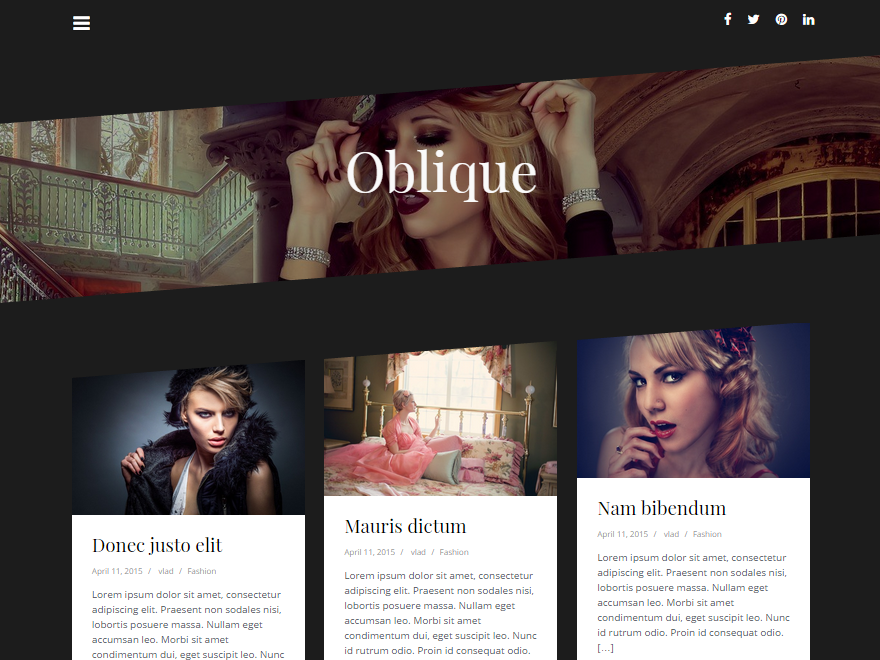 Oblique
Donec justo elit
April 11, 2015 / vlad / Fashion
Lorem ipsum dolor sit amet, consectetur
adipiscing elit. Praesent non sodales nisi,
lobortis posuere massa. Nullam eget
accumsan leo. Morbi sit amet
condimentum dui, eget suscipit leo. Nunc
Mauris dictum
April 11, 2015 / vlad / Fashion
Lorem ipsum dolor sit amet, consectetur
adipiscing elit. Praesent non sodales nisi,
lobortis posuere massa. Nullam eget
accumsan leo. Morbi sit amet
condimentum dui, eget suscipit leo. Nunc
id rutrum odio. Proin id consequat odio.
Nam bibendum
April 11, 2015 / vlad / Fashion
Lorem ipsum dolor sit amet, consectetur
adipiscing elit. Praesent non sodales nisi,
lobortis posuere massa. Nullam eget
accumsan leo. Morbi sit amet
condimentum dui, eget suscipit leo. Nunc
id rutrum odio. Proin id consequat odio.
[…]